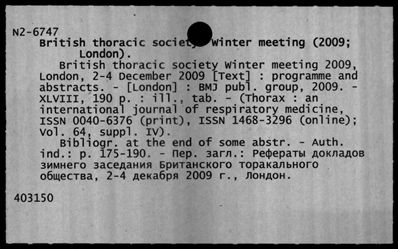 N2-6747
British thoracic society Winter meeting (2009;
London).
British thoracic society Winter meeting 2009,
London, 2-4 December 2009 [Text] : programme and
abstracts. - [London] : BMJ publ. group, 2009. -
XLVIII, 190 p. : ill., tab. - (Thorax : an
international journal of respiratory medicine,
ISSN 0040-6376 (print), ISSN 1468-3296 (online);
Vol. 64, suppl. IV).
Bibliogr. at the end of some abstr. - Auth.
ind.: p. 175-190. - Пер. загл.: Рефераты докладов
зимнего заседания Британского торакального
общества, 2-4 декабря 2009 г., Лондон.
403150